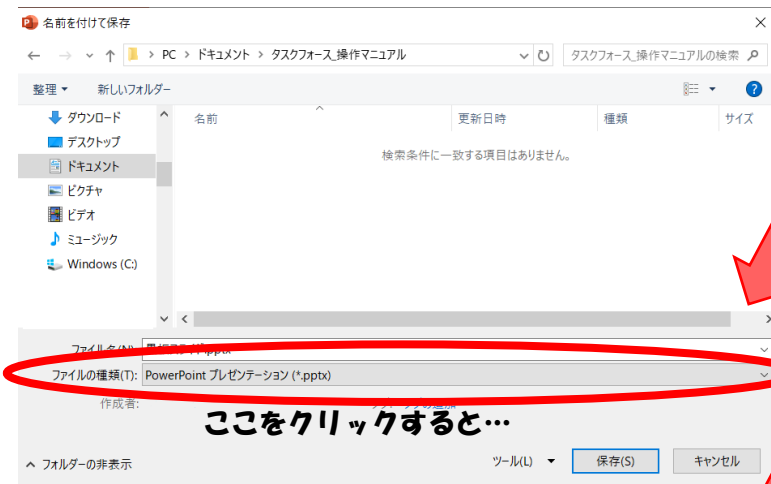 名前を付けて保存
PC > ドキュメント > タスクフォース_操作マニュアル
タスクフォース_操作マニュアルの検索
整理 新しいフォルダー
名前 更新日時 種類 サイズ
検索条件に一致する項目はありません。
ダウンロード
デスクトップ
ドキュメント
ピクチャ
ビデオ
ミュージック
Windows (C:)
ファイル名(N):
ファイルの種類(T): PowerPoint プレゼンテーション (*.pptx)
作成者:
ここをクリックすると…
フォルダーの非表示
ツール(L) 保存(S) キャンセル